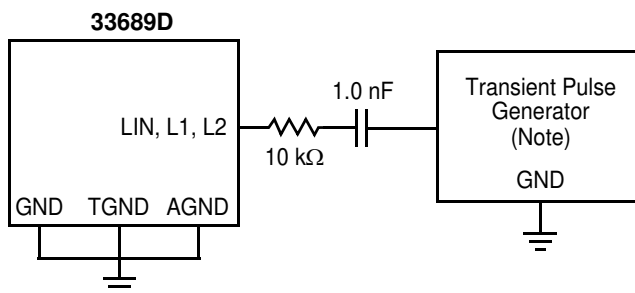 33689D
LIN, L1, L2
GND TGND AGND
10 kΩ
1.0 nF
Transient Pulse
Generator
(Note)
GND